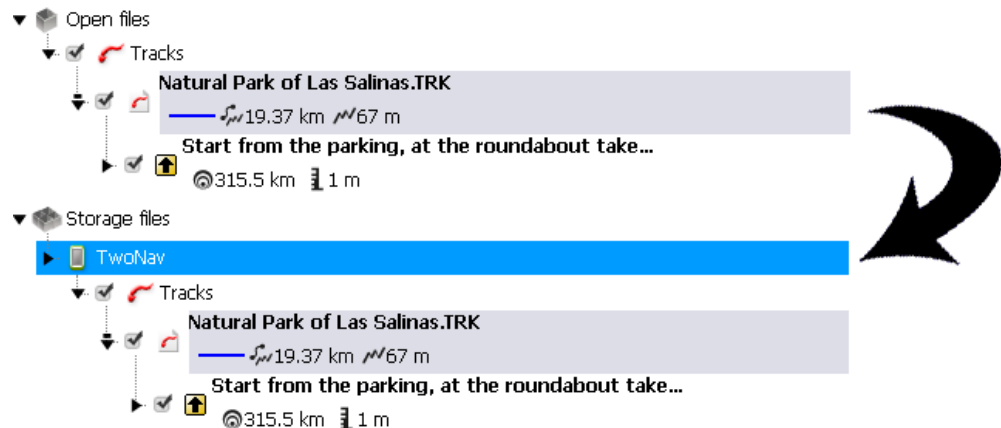 Open files
Tracks
Natural Park of Las Salinas.TRK
19.37 km 67 m
Start from the parking, at the roundabout take...
315.5 km 1 m
Storage files
TwoNav
Tracks
Natural Park of Las Salinas.TRK
19.37 km 67 m
Start from the parking, at the roundabout take...
315.5 km 1 m